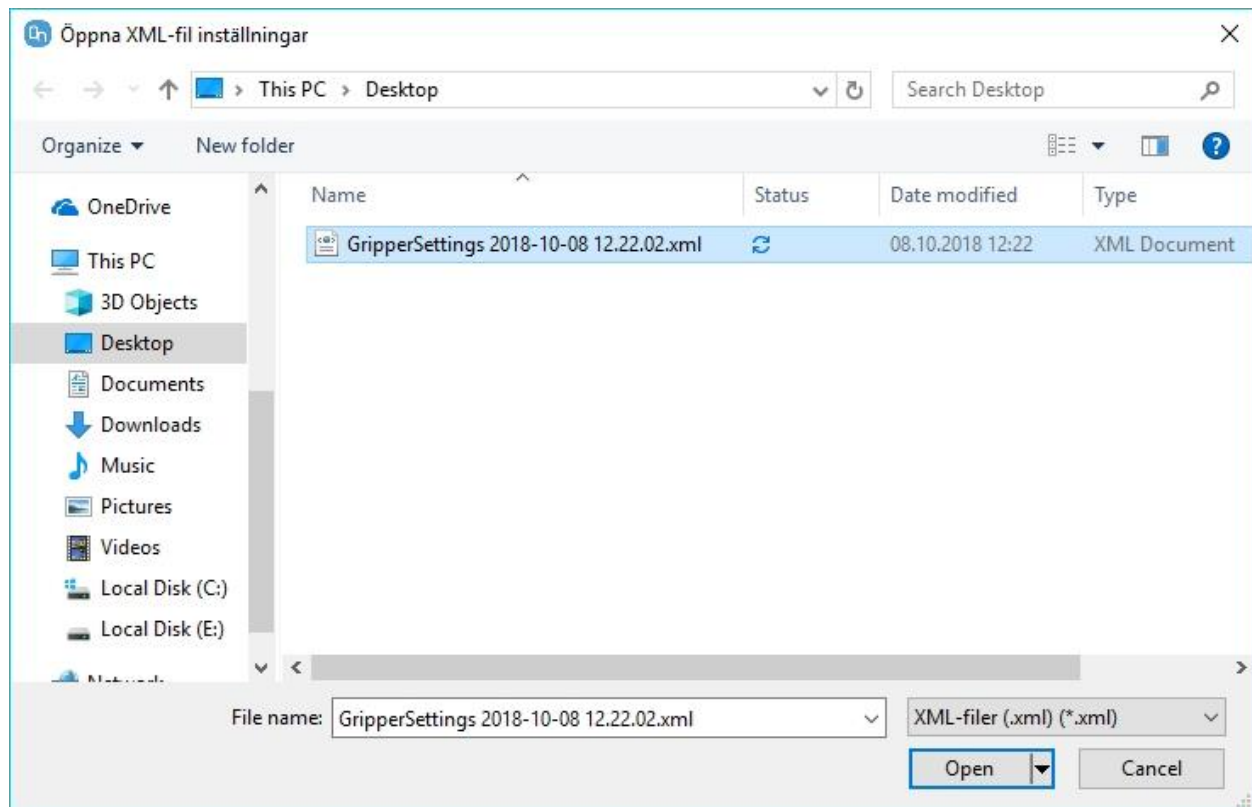 Öppna XML-fil inställningar
This PC > Desktop
Search Desktop
Organize
New folder
Name
Status
Date modified
Type
OneDrive
GripperSettings 2018-10-08 12.22.02.xml
08.10.2018 12:22
XML Document
This PC
3D Objects
Desktop
Documents
Downloads
Music
Pictures
Videos
Local Disk (C:)
Local Disk (E:)
File name:
GripperSettings 2018-10-08 12.22.02.xml
XML-filer (.xml) (*.xml)
Open
Cancel